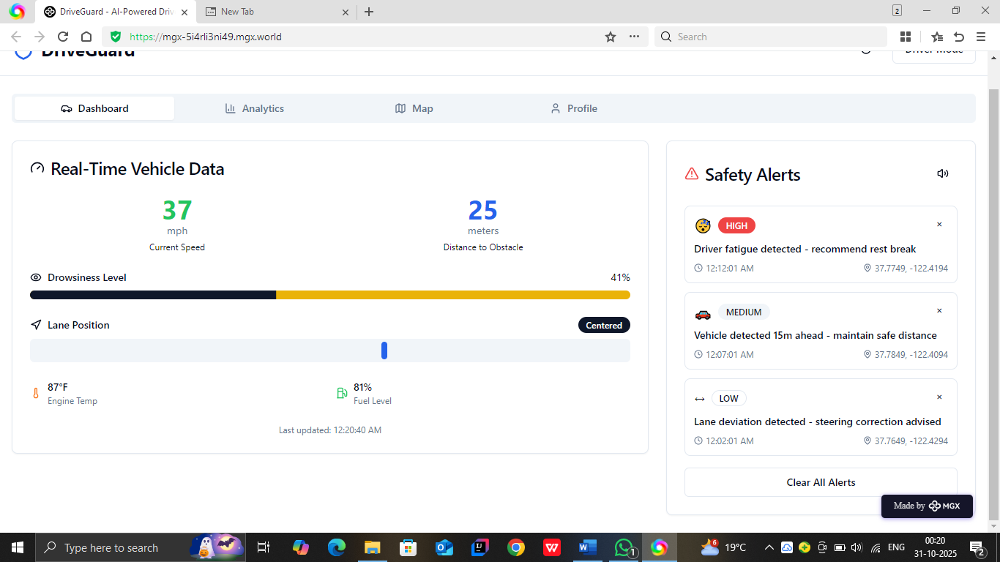 DriveGuard - AI-Powered Driv
New Tab
2
https://mgx-5i4rli3ni49.mgx.world
Search
DriveGuard
Driver Mode
Dashboard
Analytics
Map
Profile
Real-Time Vehicle Data
37
mph
Current Speed
25
meters
Distance to Obstacle
Drowsiness Level
41%
Lane Position
Centered
87°F
Engine Temp
81%
Fuel Level
Last updated: 12:20:40 AM
Safety Alerts
HIGH
Driver fatigue detected - recommend rest break
12:12:01 AM
37.7749, -122.4194
MEDIUM
Vehicle detected 15m ahead - maintain safe distance
12:07:01 AM
37.7849, -122.4094
LOW
Lane deviation detected - steering correction advised
12:02:01 AM
37.7649, -122.4294
Clear All Alerts
Made by MGX
Type here to search
1
6
19°C
ENG
00:20
31-10-2025
2